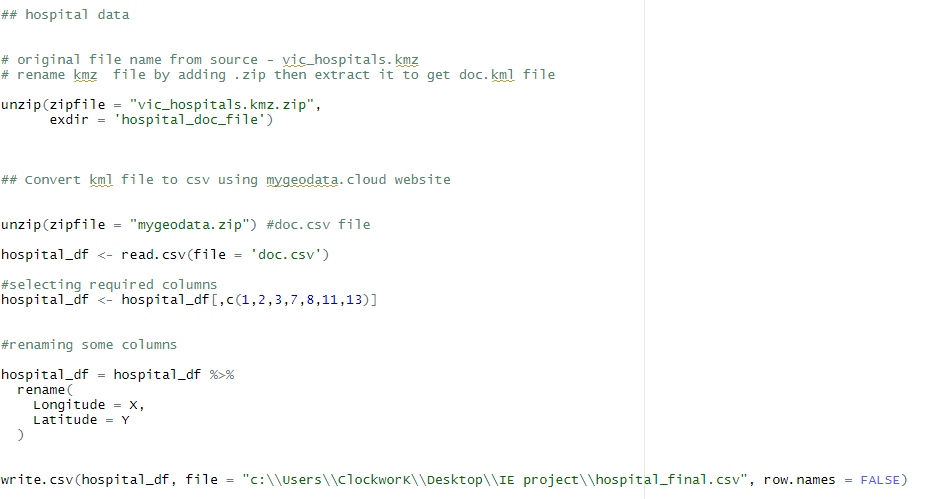 ## hospital data
# original file name from source - vic_hospitals.kmz
# rename kmz  file by adding .zip then extract it to get doc.kml file
unzip(zipfile = "vic_hospitals.kmz.zip",
      exdir = 'hospital_doc_file')
## Convert kml file to csv using mygeodata.cloud website
unzip(zipfile = "mygeodata.zip") #doc.csv file
hospital_df <- read.csv(file = 'doc.csv')
#selecting required columns
hospital_df <- hospital_df[,c(1,2,3,7,8,11,13)]
#renaming some columns
hospital_df = hospital_df %>%
  rename(
    Longitude = X,
    Latitude = Y
  )
write.csv(hospital_df, file = "c:\\Users\\ClockworK\\Desktop\\IE project\\hospital_final.csv", row.names = FALSE)